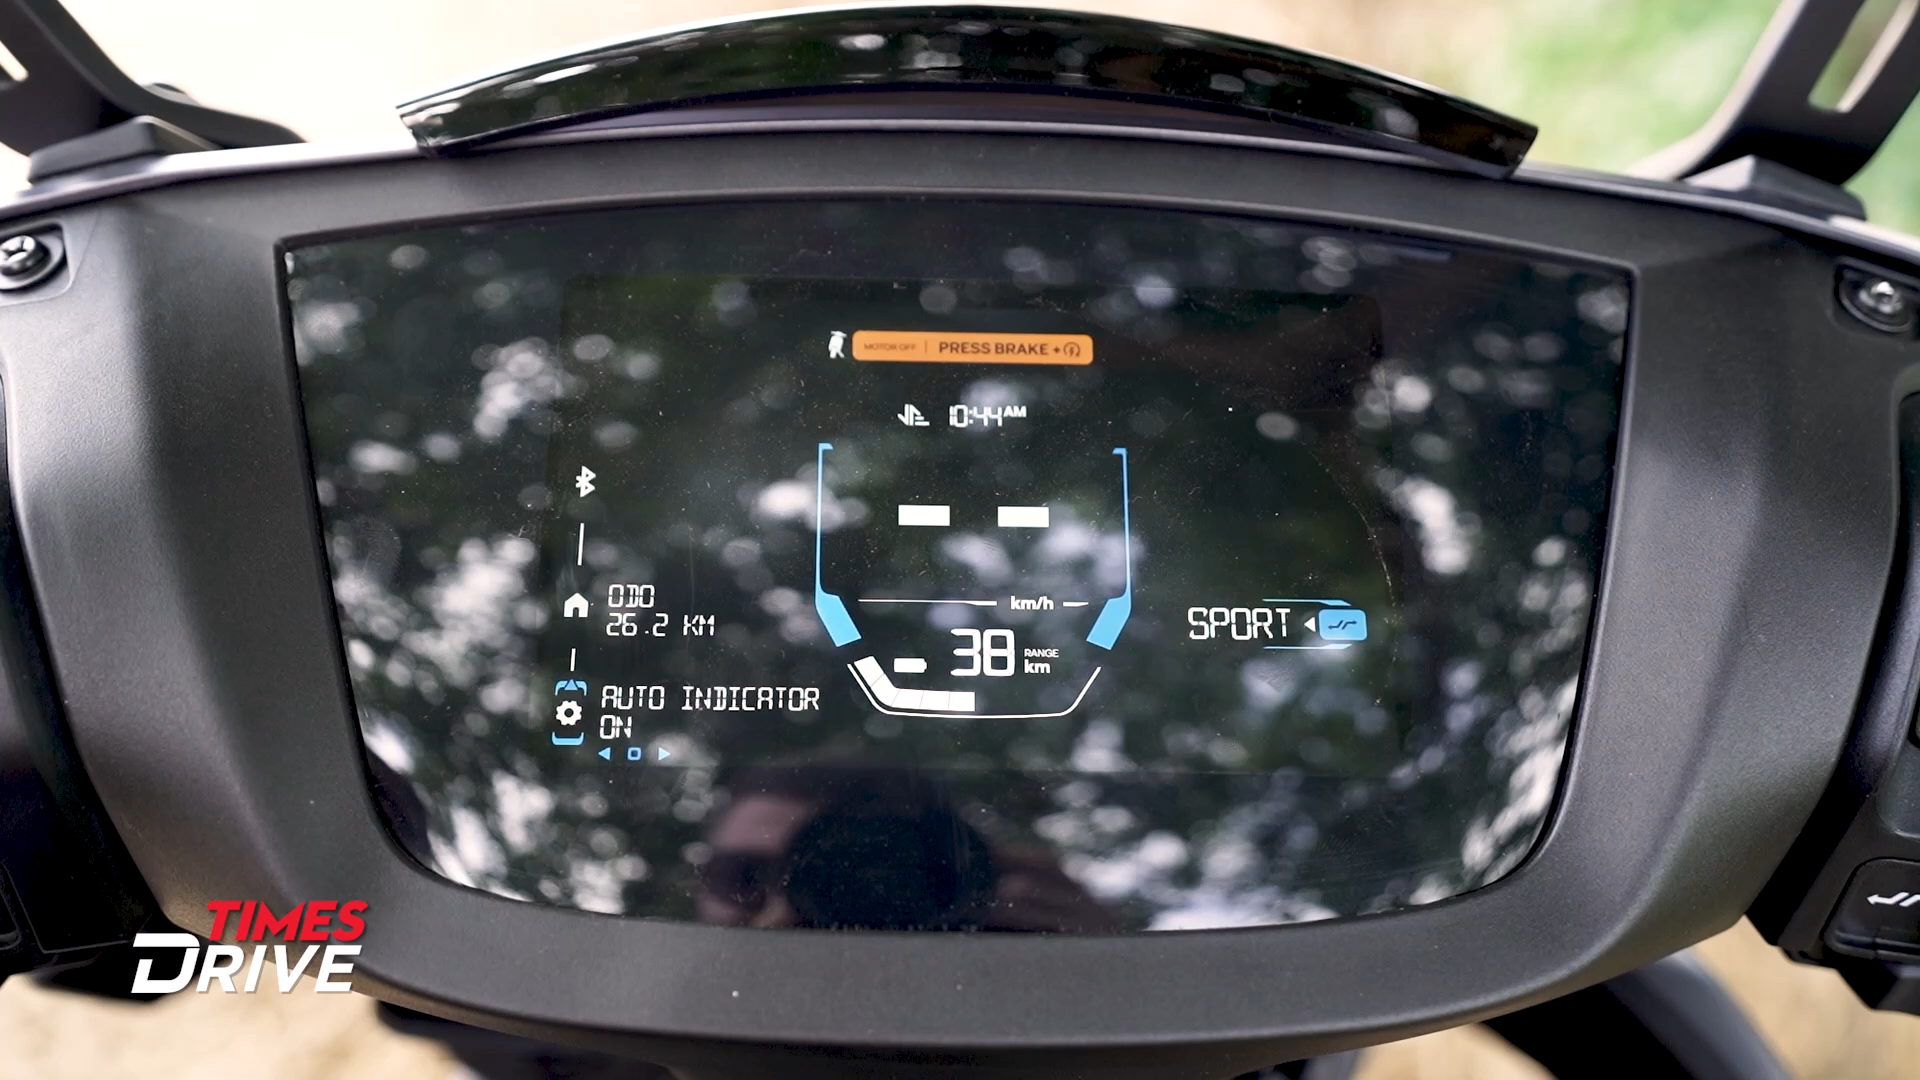 MOTOR OFF | PRESS BRAKE +
10:44 AM
ODO
26.2 KM
km/h
38 RANGE
km
SPORT
AUTO INDICATOR
ON
TIMES
DRIVE